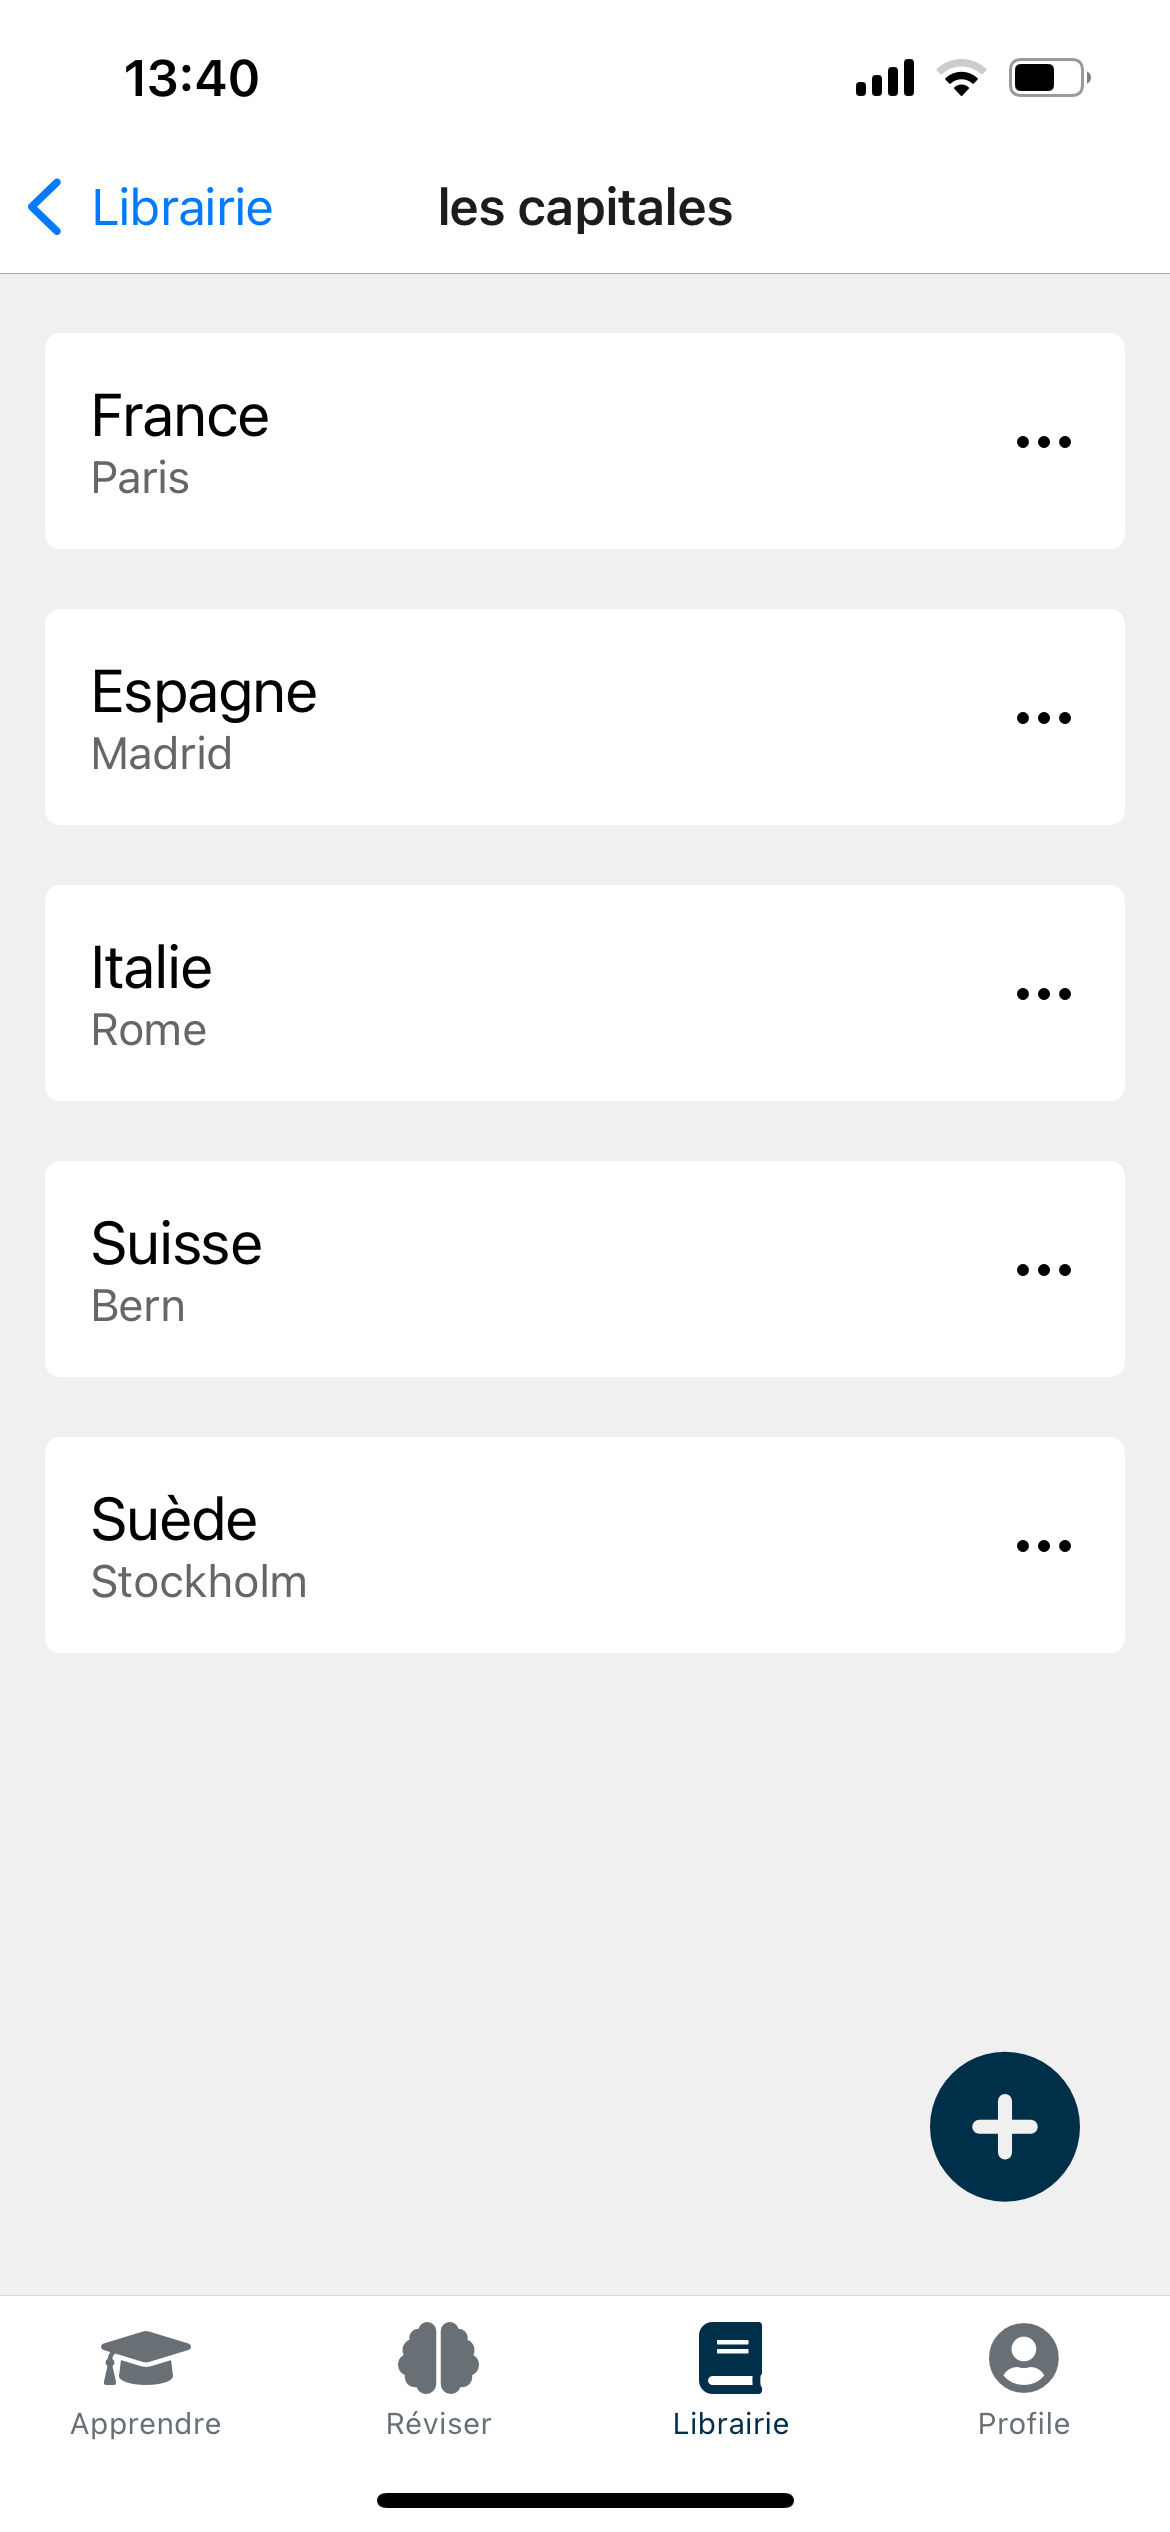 13:40
Librairie
les capitales
France
Paris
Espagne
Madrid
Italie
Rome
Suisse
Bern
Suède
Stockholm
Apprendre
Réviser
Librairie
Profile